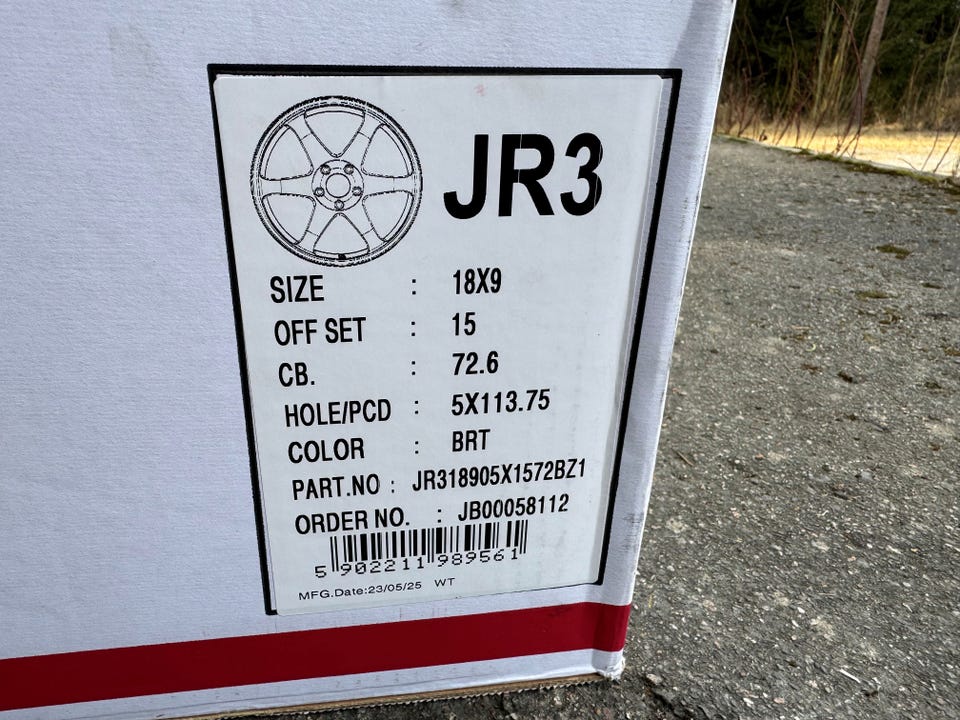 JR3
SIZE : 18X9
OFF SET : 15
CB. : 72.6
HOLE/PCD : 5X113.75
COLOR : BRT
PART.NO : JR318905X1572BZ1
ORDER NO. : JB00058112
5 902211 989561
MFG.Date:23/05/25 WT